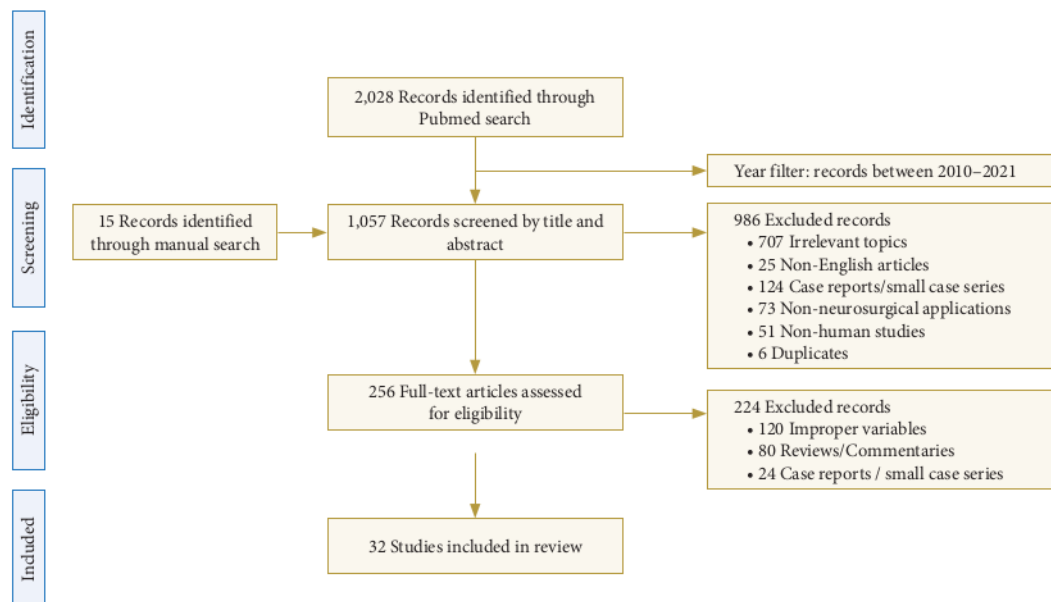 Identification
2,028 Records identified through
Pubmed search
Year filter: records between 2010–2021
Screening
15 Records identified
through manual search
1,057 Records screened by title and
abstract
986 Excluded records
• 707 Irrelevant topics
• 25 Non-English articles
• 124 Case reports/small case series
• 73 Non-neurosurgical applications
• 51 Non-human studies
• 6 Duplicates
Eligibility
256 Full-text articles assessed
for eligibility
224 Excluded records
• 120 Improper variables
• 80 Reviews/Commentaries
• 24 Case reports / small case series
Included
32 Studies included in review